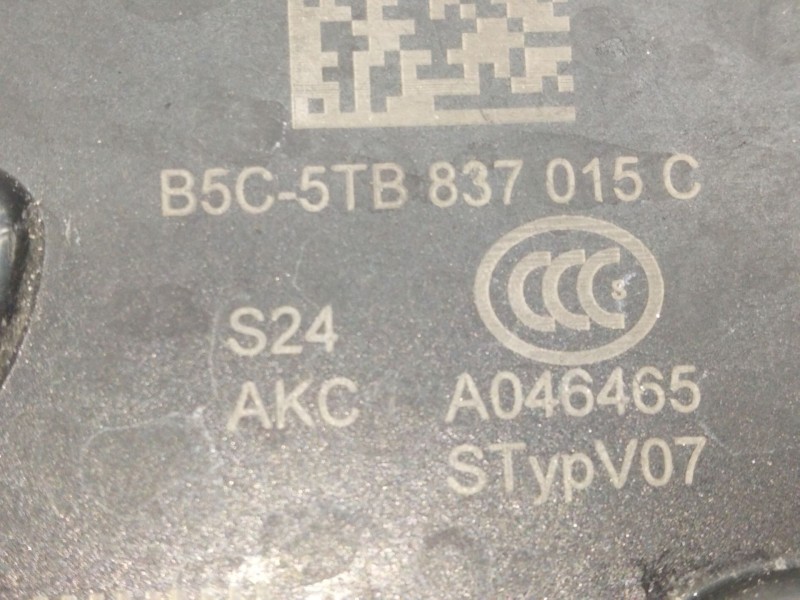 B5C-5TB 837 015 C
CCC S
S24
AKC A046465
STypV07